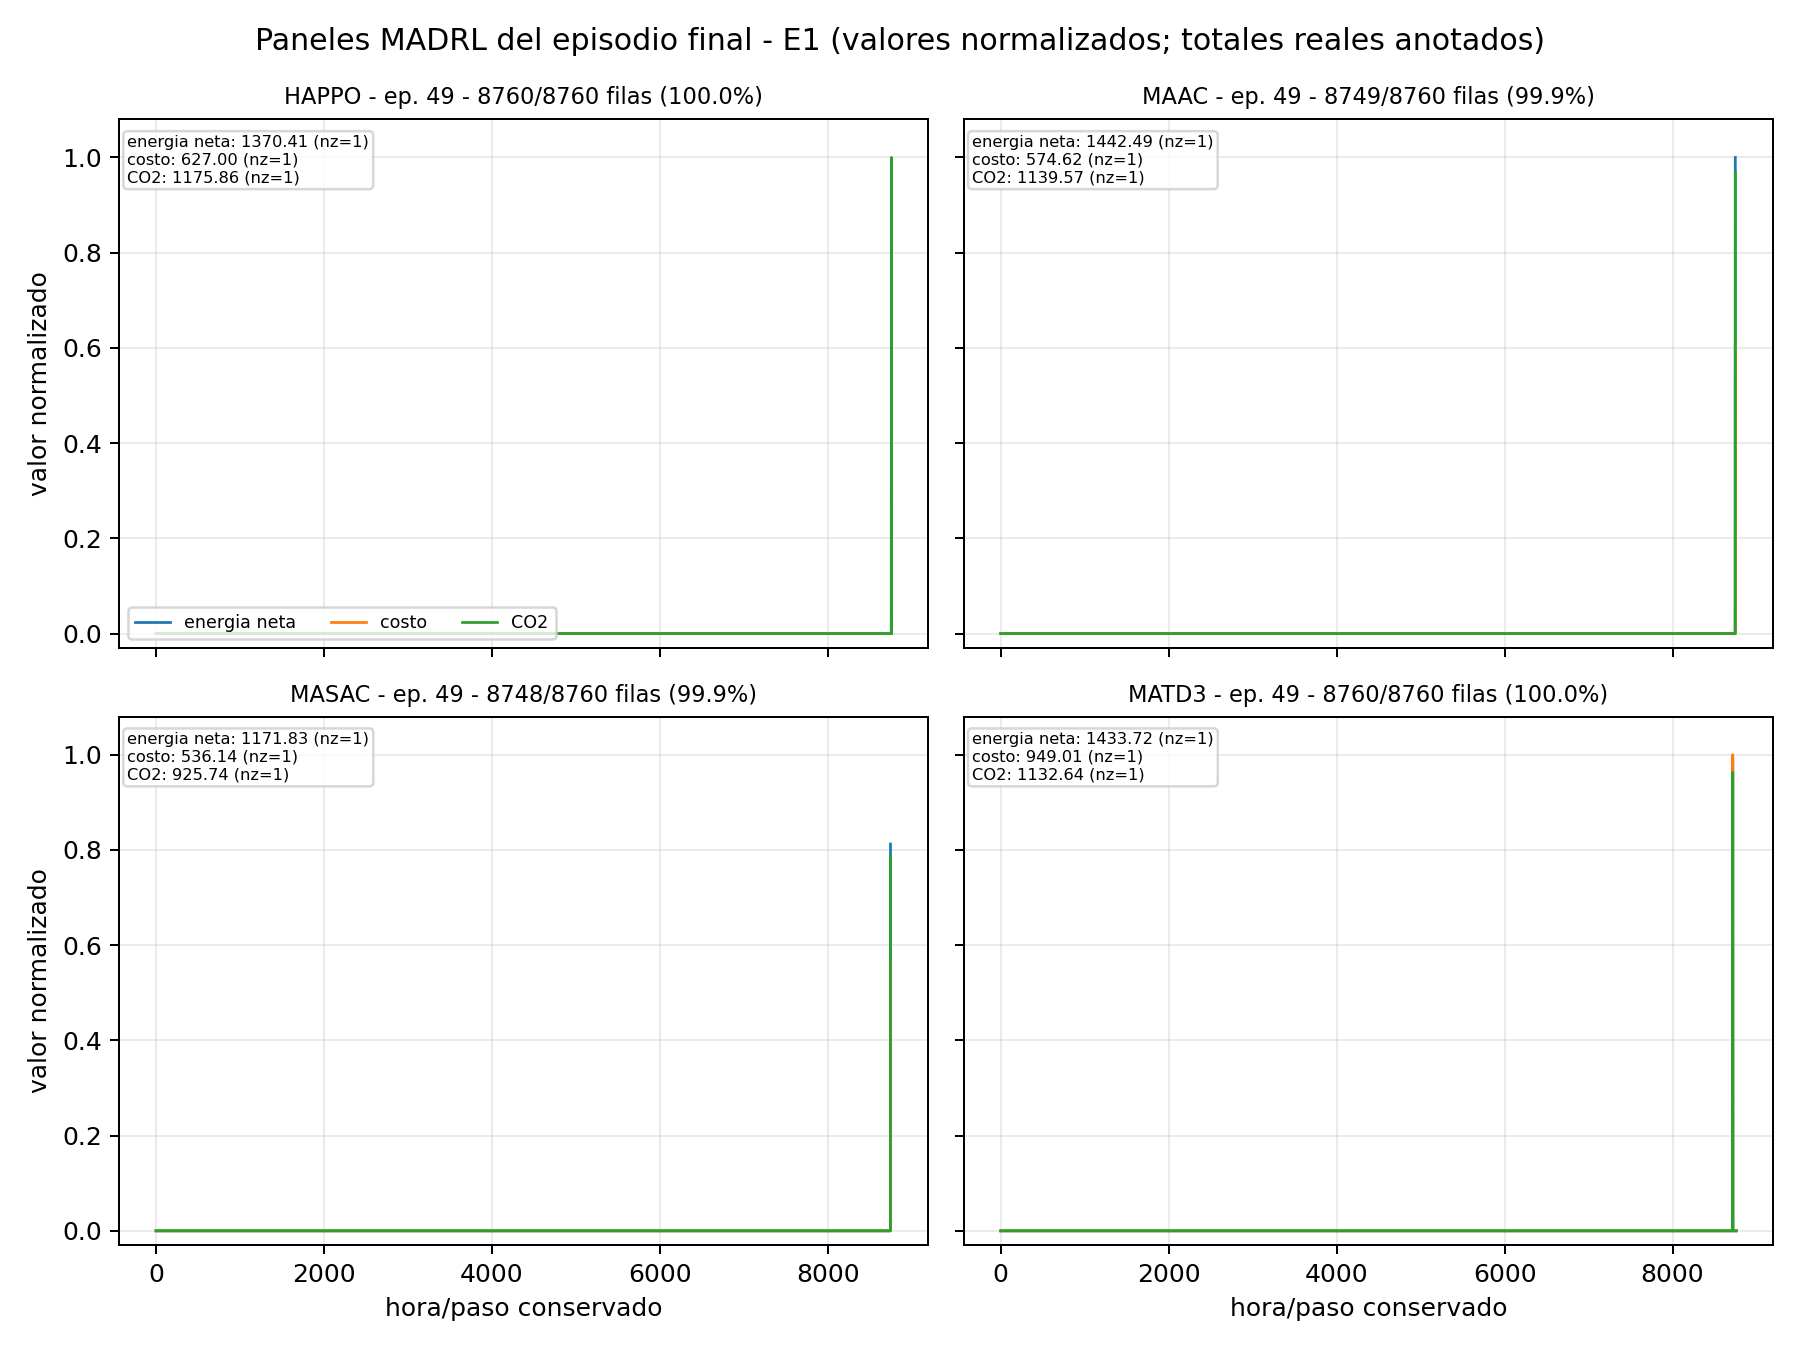 Paneles MADRL del episodio final - E1 (valores normalizados; totales reales anotados)
HAPPO - ep. 49 - 8760/8760 filas (100.0%)
energia neta: 1370.41 (nz=1)
costo: 627.00 (nz=1)
CO2: 1175.86 (nz=1)
1.0
0.8
0.6
0.4
0.2
0.0
valor normalizado
energia neta
costo
CO2
MAAC - ep. 49 - 8749/8760 filas (99.9%)
energia neta: 1442.49 (nz=1)
costo: 574.62 (nz=1)
CO2: 1139.57 (nz=1)
MASAC - ep. 49 - 8748/8760 filas (99.9%)
energia neta: 1171.83 (nz=1)
costo: 536.14 (nz=1)
CO2: 925.74 (nz=1)
1.0
0.8
0.6
0.4
0.2
0.0
valor normalizado
0 2000 4000 6000 8000
hora/paso conservado
MATD3 - ep. 49 - 8760/8760 filas (100.0%)
energia neta: 1433.72 (nz=1)
costo: 949.01 (nz=1)
CO2: 1132.64 (nz=1)
0 2000 4000 6000 8000
hora/paso conservado